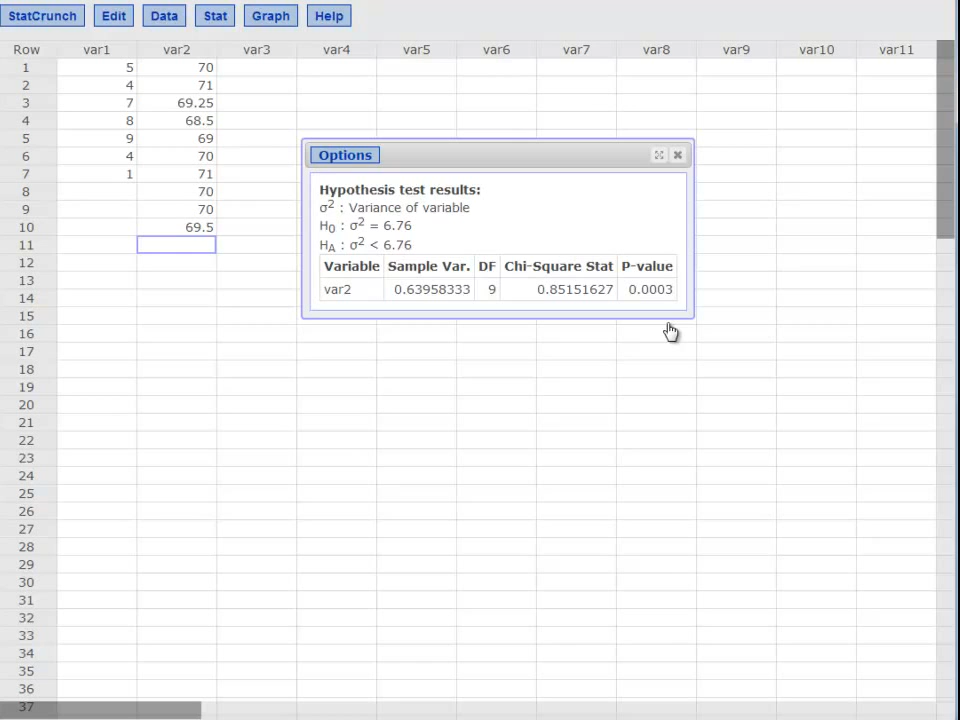 StatCrunch Edit Data Stat Graph Help
Row var1 var2 var3 var4 var5 var6 var7 var8 var9 var10 var11
1 5 70
2 4 71
3 7 69.25
4 8 68.5
5 9 69
6 4 70
7 1 71
8 70
9 70
10 69.5
11
12
13
14
15
16
17
18
19
20
21
22
23
24
25
26
27
28
29
30
31
32
33
34
35
36
37
Options
Hypothesis test results:
σ² : Variance of variable
H₀ : σ² = 6.76
Hᴀ : σ² < 6.76
Variable Sample Var. DF Chi-Square Stat P-value
var2 0.63958333 9 0.85151627 0.0003